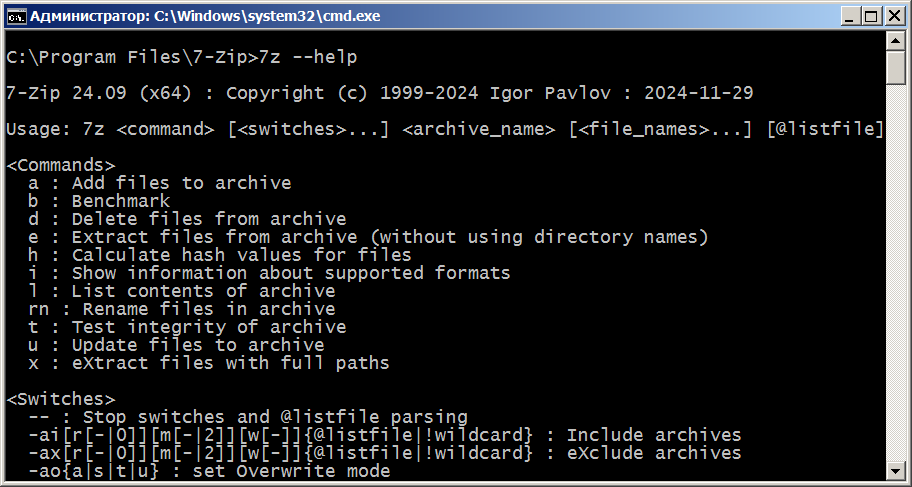 Администратор: C:\Windows\system32\cmd.exe
C:\Program Files\7-Zip>7z --help
7-Zip 24.09 (x64) : Copyright (c) 1999-2024 Igor Pavlov : 2024-11-29
Usage: 7z <command> [<switches>...] <archive_name> [<file_names>...] [@listfile]
<Commands>
  a : Add files to archive
  b : Benchmark
  d : Delete files from archive
  e : Extract files from archive (without using directory names)
  h : Calculate hash values for files
  i : Show information about supported formats
  l : List contents of archive
  rn : Rename files in archive
  t : Test integrity of archive
  u : Update files to archive
  x : eXtract files with full paths
<Switches>
  -- : Stop switches and @listfile parsing
  -ai[r[-|0]][m[-|2]][w[-]]{@listfile|!wildcard} : Include archives
  -ax[r[-|0]][m[-|2]][w[-]]{@listfile|!wildcard} : eXclude archives
  -ao{a|s|t|u} : set Overwrite mode